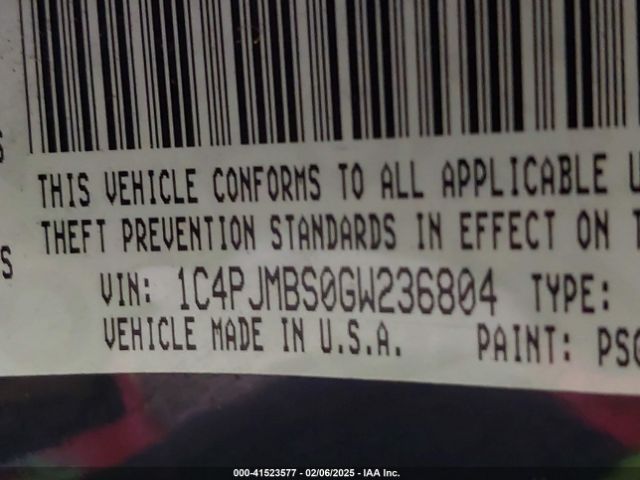 THIS VEHICLE CONFORMS TO ALL APPLICABLE U
THEFT PREVENTION STANDARDS IN EFFECT ON T
S
VIN: 1C4PJMBS0GW236804 TYPE:
VEHICLE MADE IN U.S.A. PAINT: PSC
000-41523577 - 02/06/2025 - IAA Inc.